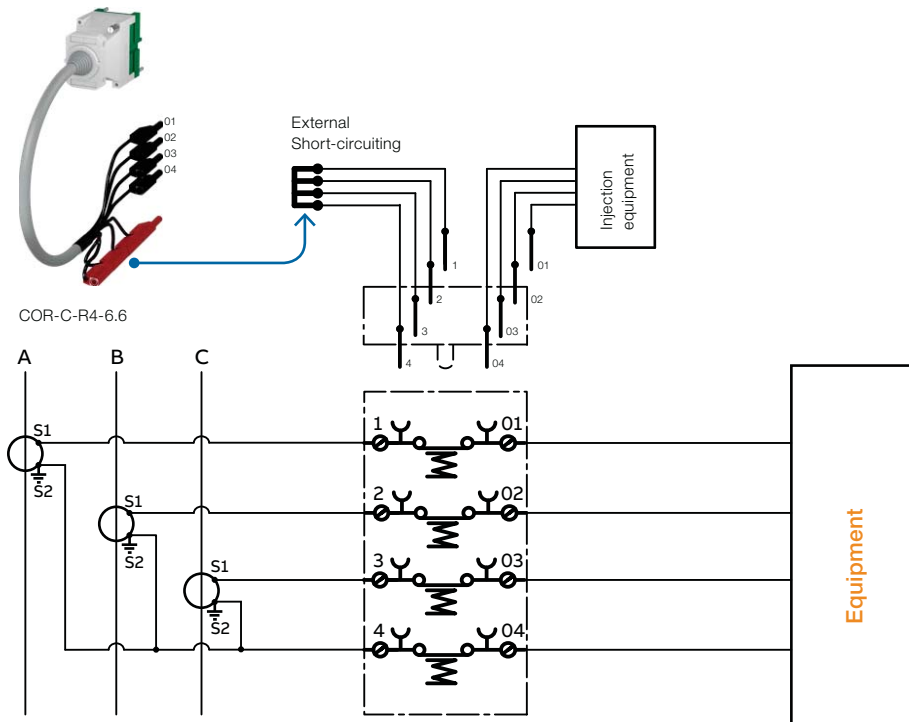 01
02
03
04
External
Short-circuiting
Injection
equipment
1
01
2
02
3
03
4
04
COR-C-R4-6.6
A
B
C
S1
S2
S1
S2
S1
S2
1
01
2
02
3
03
4
04
Equipment